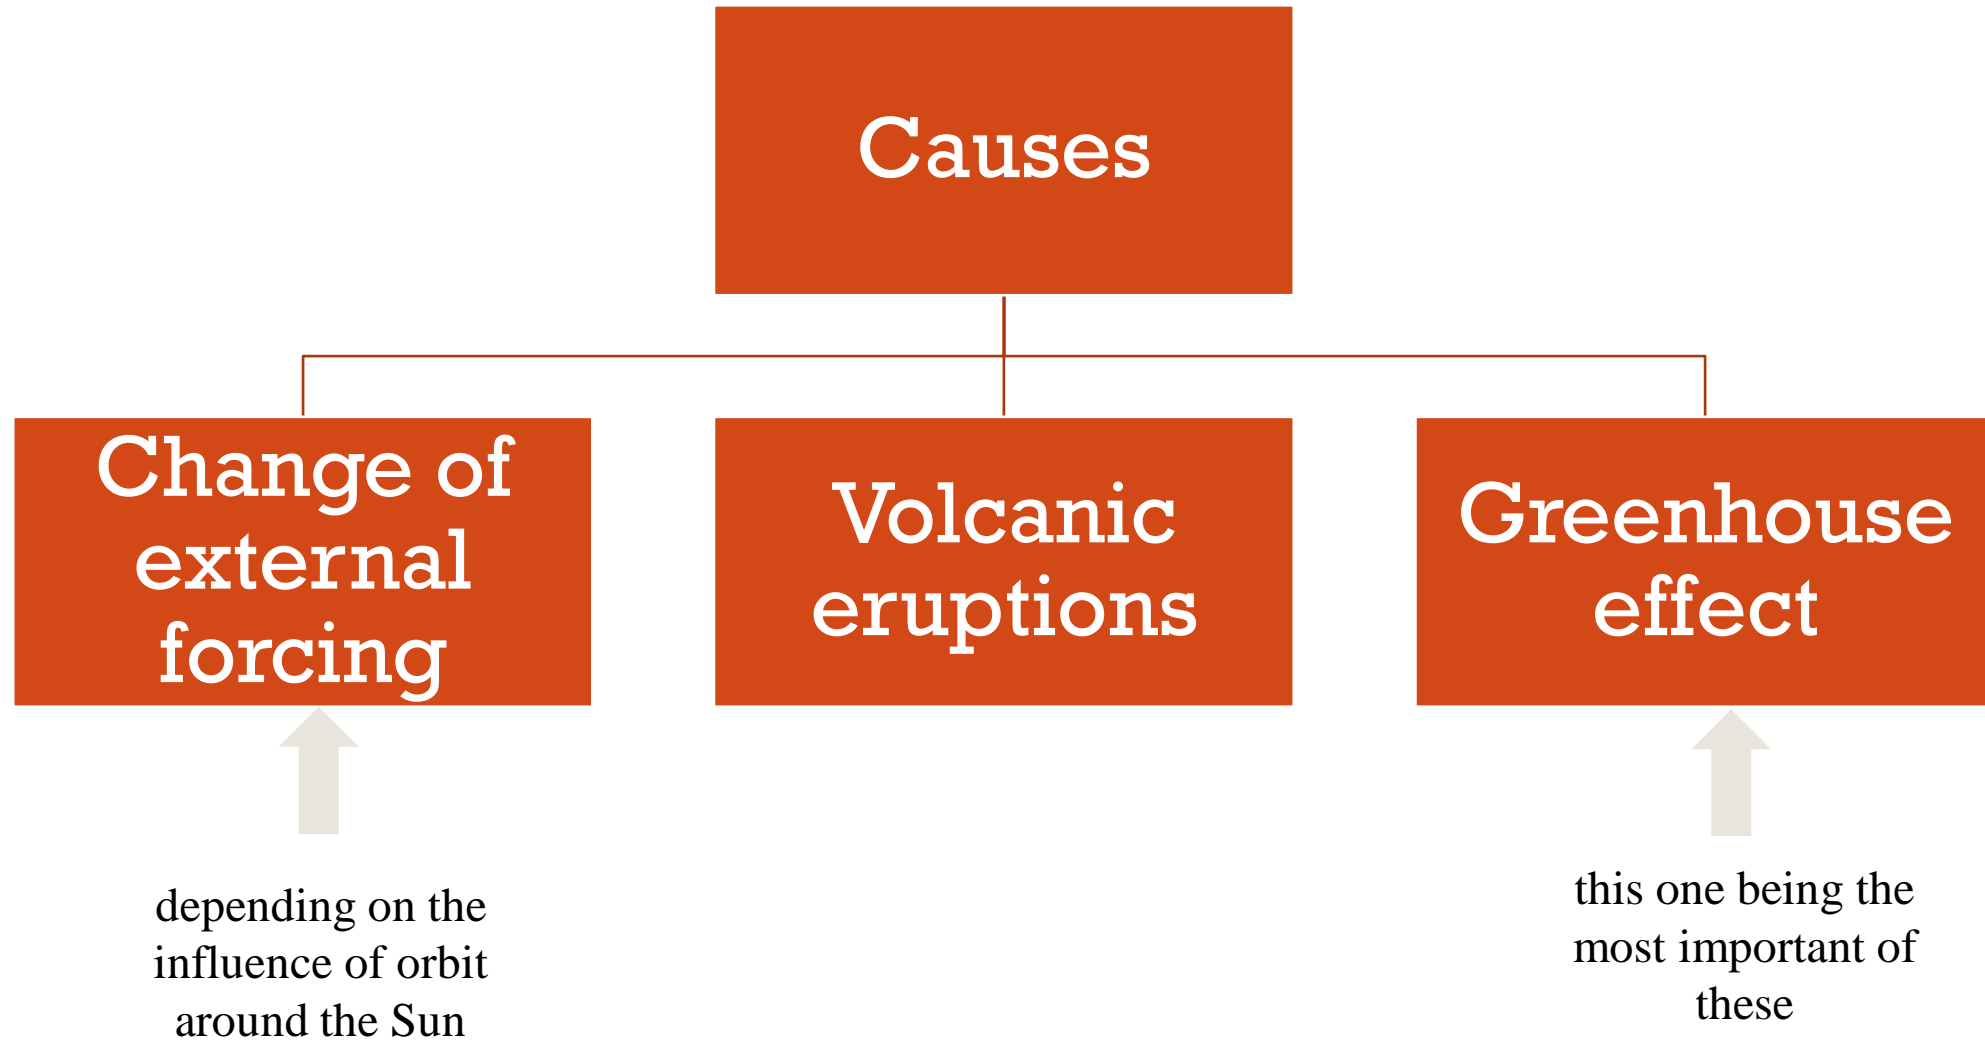 Causes
Change of
external
forcing
Volcanic
eruptions
Greenhouse
effect
depending on the
influence of orbit
around the Sun
this one being the
most important of
these